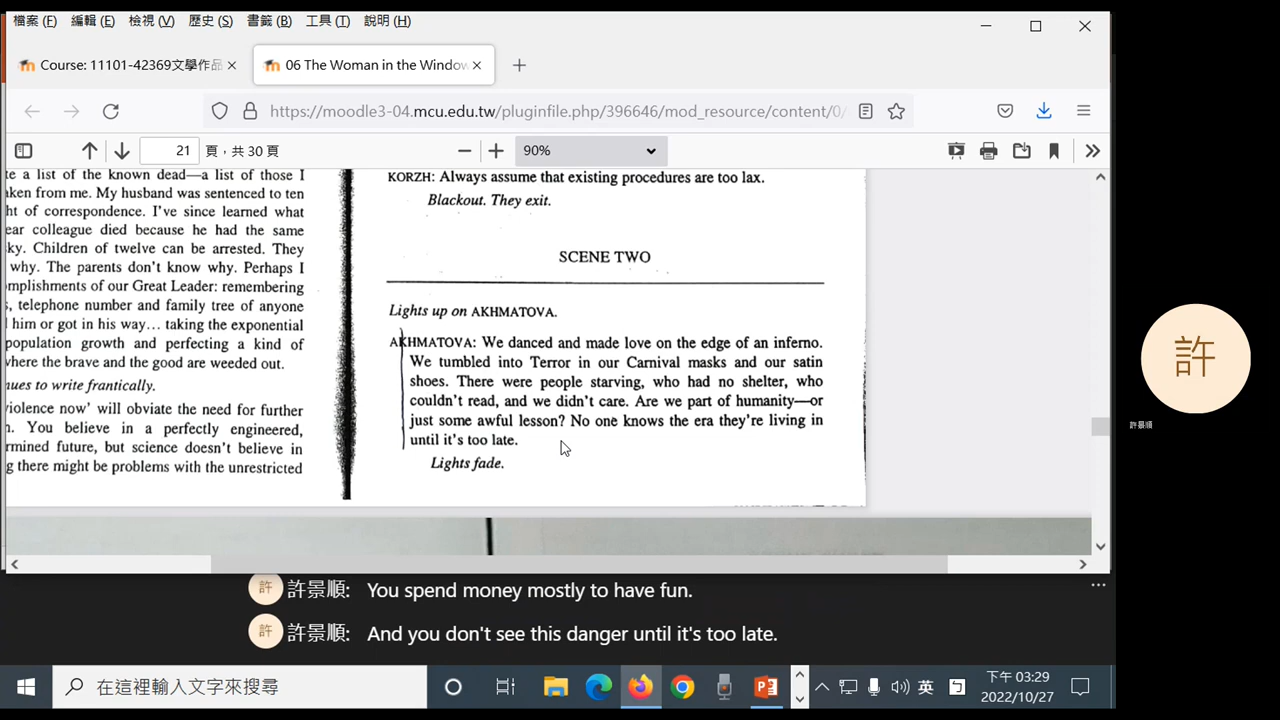 檔案 (F) 編輯 (E) 檢視 (V) 歷史 (S) 書籤 (B) 工具 (T) 說明 (H)
Course: 11101-42369文學作品
06 The Woman in the Window
https://moodle3-04.mcu.edu.tw/pluginfile.php/396646/mod_resource/content/0/
21 頁，共 30 頁
90%
te a list of the known dead—a list of those I
aken from me. My husband was sentenced to ten
ht of correspondence. I've since learned what
ear colleague died because he had the same
ky. Children of twelve can be arrested. They
why. The parents don't know why. Perhaps I
mplishments of our Great Leader: remembering
s, telephone number and family tree of anyone
l him or got in his way... taking the exponential
population growth and perfecting a kind of
where the brave and the good are weeded out.
nues to write frantically.
violence now' will obviate the need for further
n. You believe in a perfectly engineered,
rmined future, but science doesn't believe in
g there might be problems with the unrestricted
KORZH: Always assume that existing procedures are too lax.
Blackout. They exit.
SCENE TWO
Lights up on AKHMATOVA.
AKHMATOVA: We danced and made love on the edge of an inferno.
We tumbled into Terror in our Carnival masks and our satin
shoes. There were people starving, who had no shelter, who
couldn't read, and we didn't care. Are we part of humanity—or
just some awful lesson? No one knows the era they're living in
until it's too late.
Lights fade.
許
許景順
許 許景順: You spend money mostly to have fun.
許 許景順: And you don't see this danger until it's too late.
在這裡輸入文字來搜尋
英
下午 03:29
2022/10/27